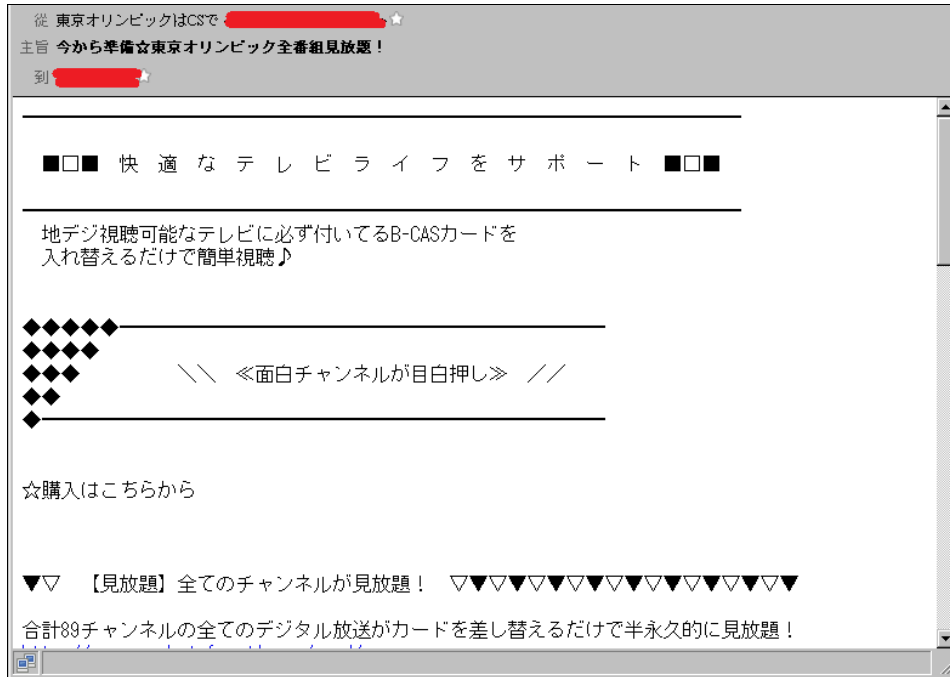 從 東京オリンピックはCSで
主旨 今から準備☆東京オリンピック全番組見放題！
到
■□■ 快 適 な テ レ ビ ラ イ フ を サ ポ ー ト ■□■
地デジ視聴可能なテレビに必ず付いてるB-CASカードを
入れ替えるだけで簡単視聴♪
◆◆◆◆◆
◆◆◆◆
◆◆◆ ＼＼ ≪面白チャンネルが目白押し≫ ／／
◆◆
◆
☆購入はこちらから
▼▽ 【見放題】全てのチャンネルが見放題！ ▽▼▽▼▽▼▽▼▽▼▽▼▽▼▽▼▽▼
合計89チャンネルの全てのデジタル放送がカードを差し替えるだけで半永久的に見放題！